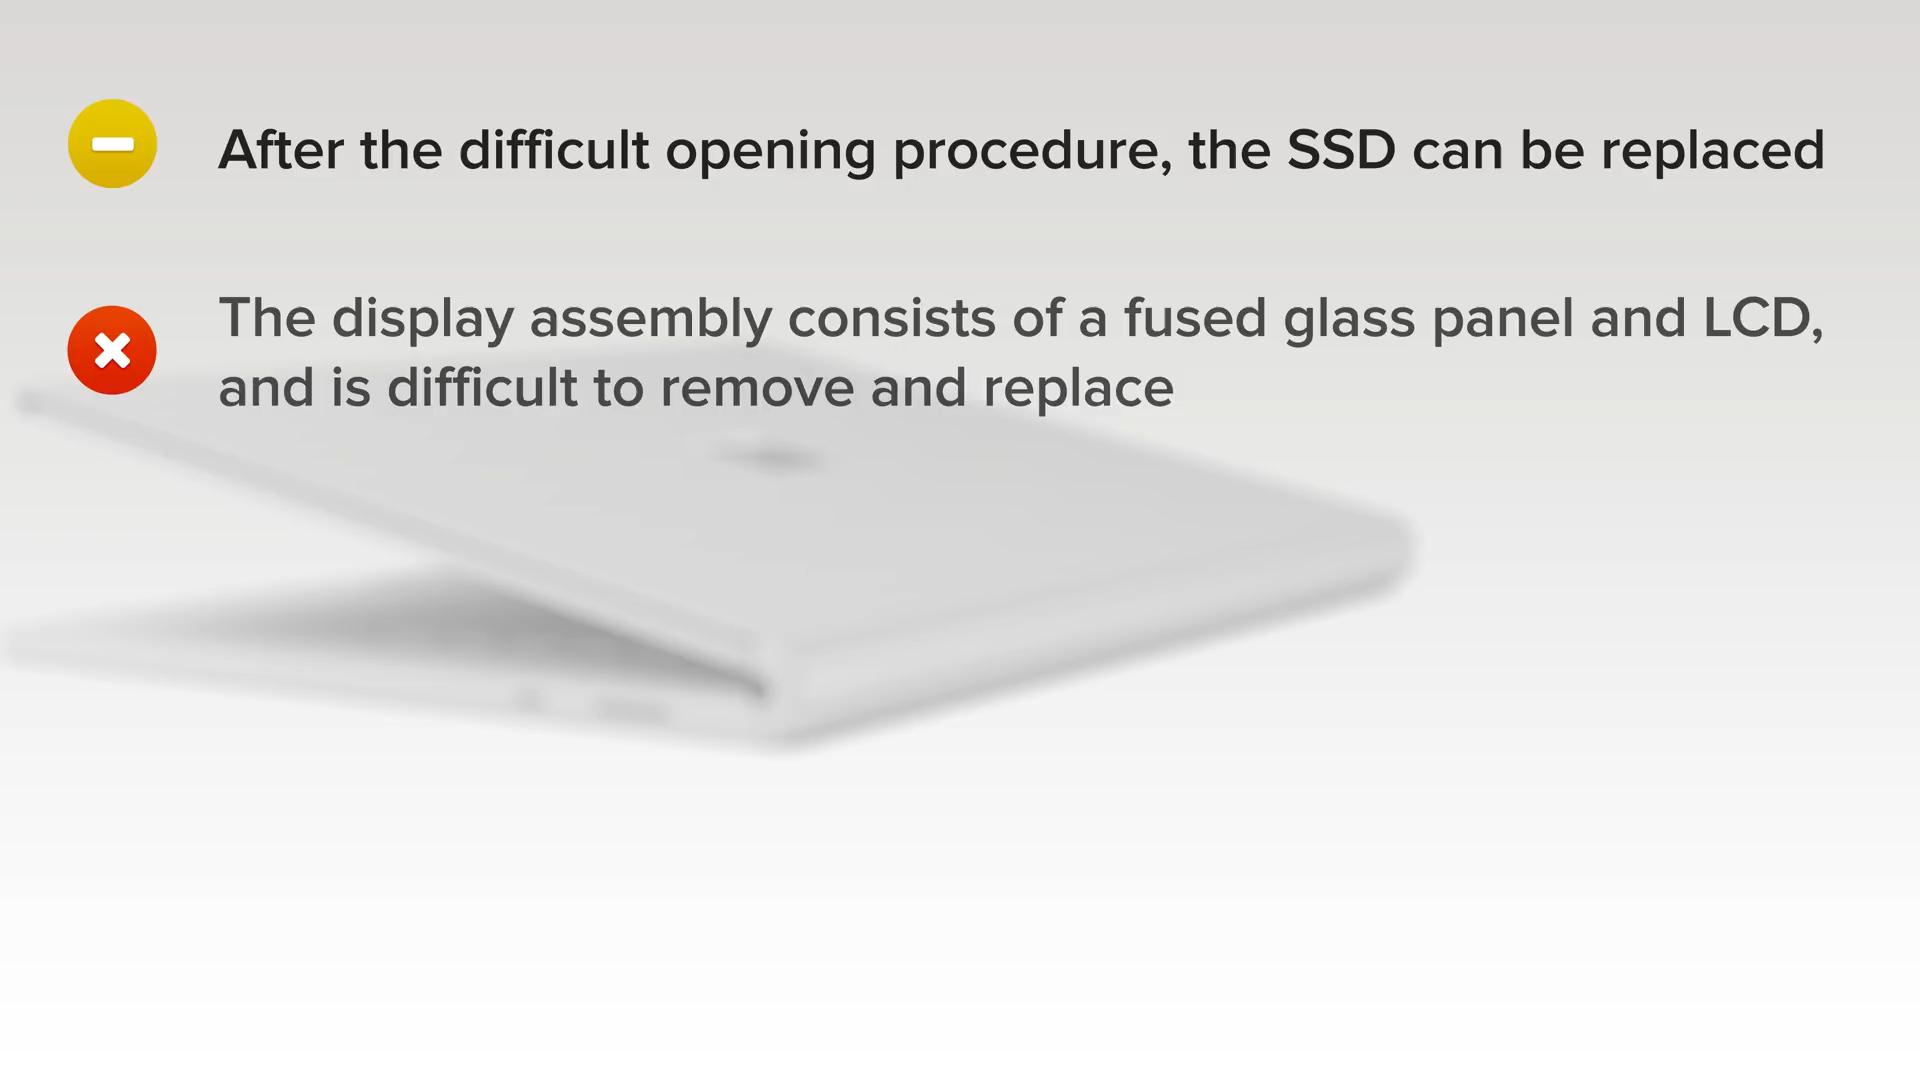 After the difficult opening procedure, the SSD can be replaced
The display assembly consists of a fused glass panel and LCD,
and is difficult to remove and replace